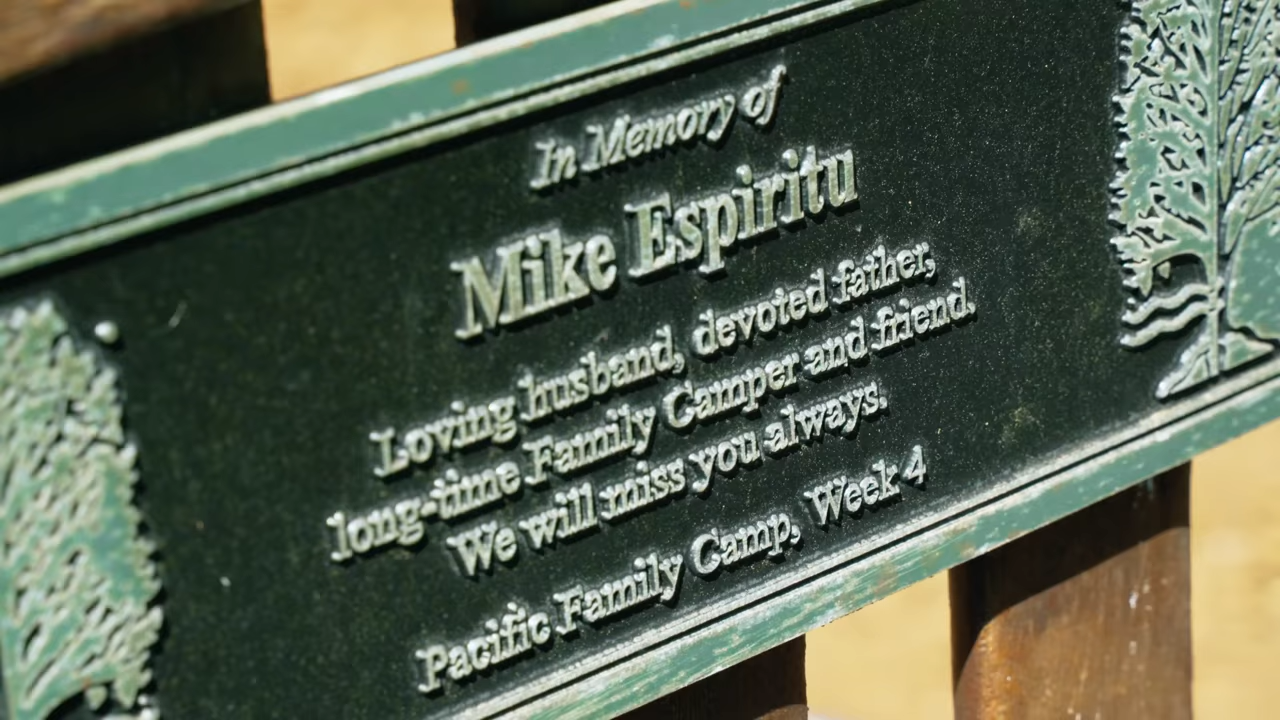 In Memory of
Mike Espiritu
Loving husband, devoted father,
long-time Family Camper and friend.
We will miss you always.
Pacific Family Camp, Week 4